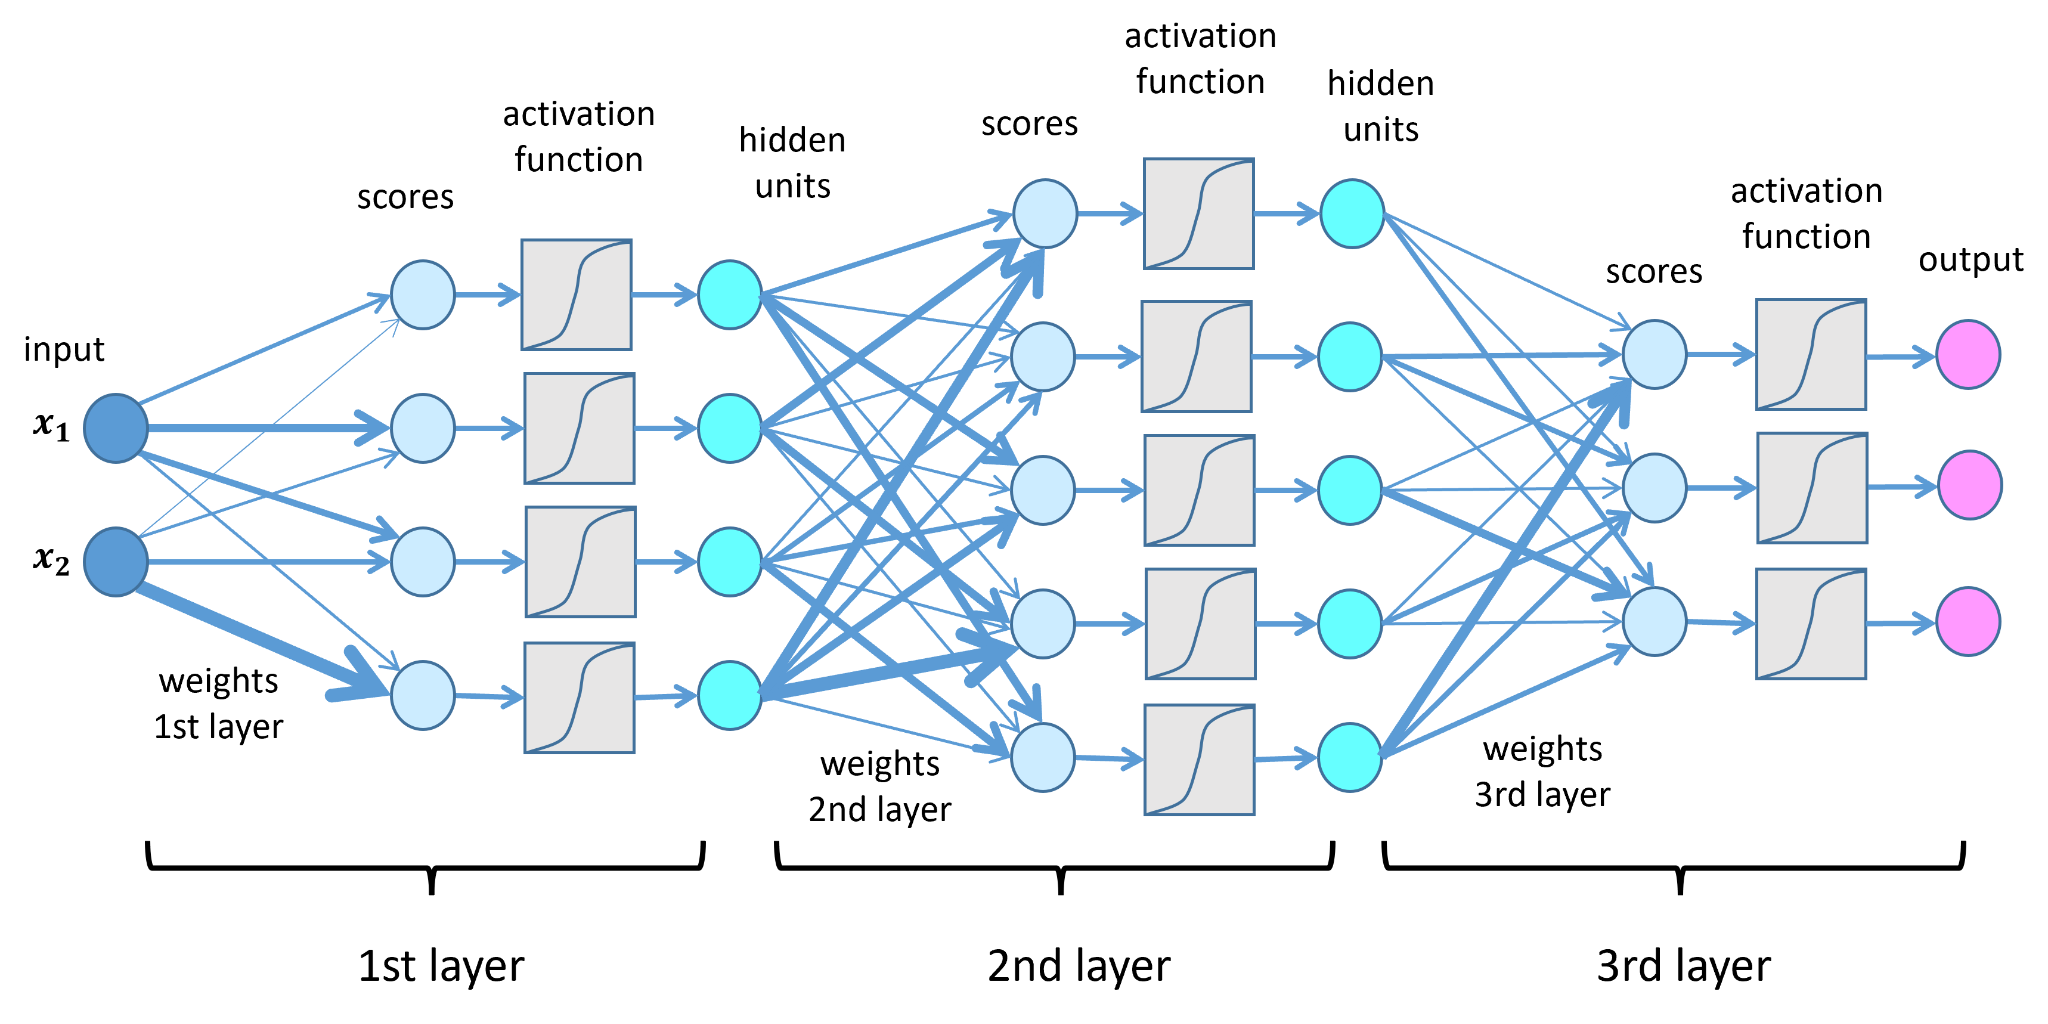 input
x₁
x₂
scores
activation
function
hidden
units
weights
1st layer
scores
activation
function
hidden
units
weights
2nd layer
scores
activation
function
output
weights
3rd layer
1st layer
2nd layer
3rd layer